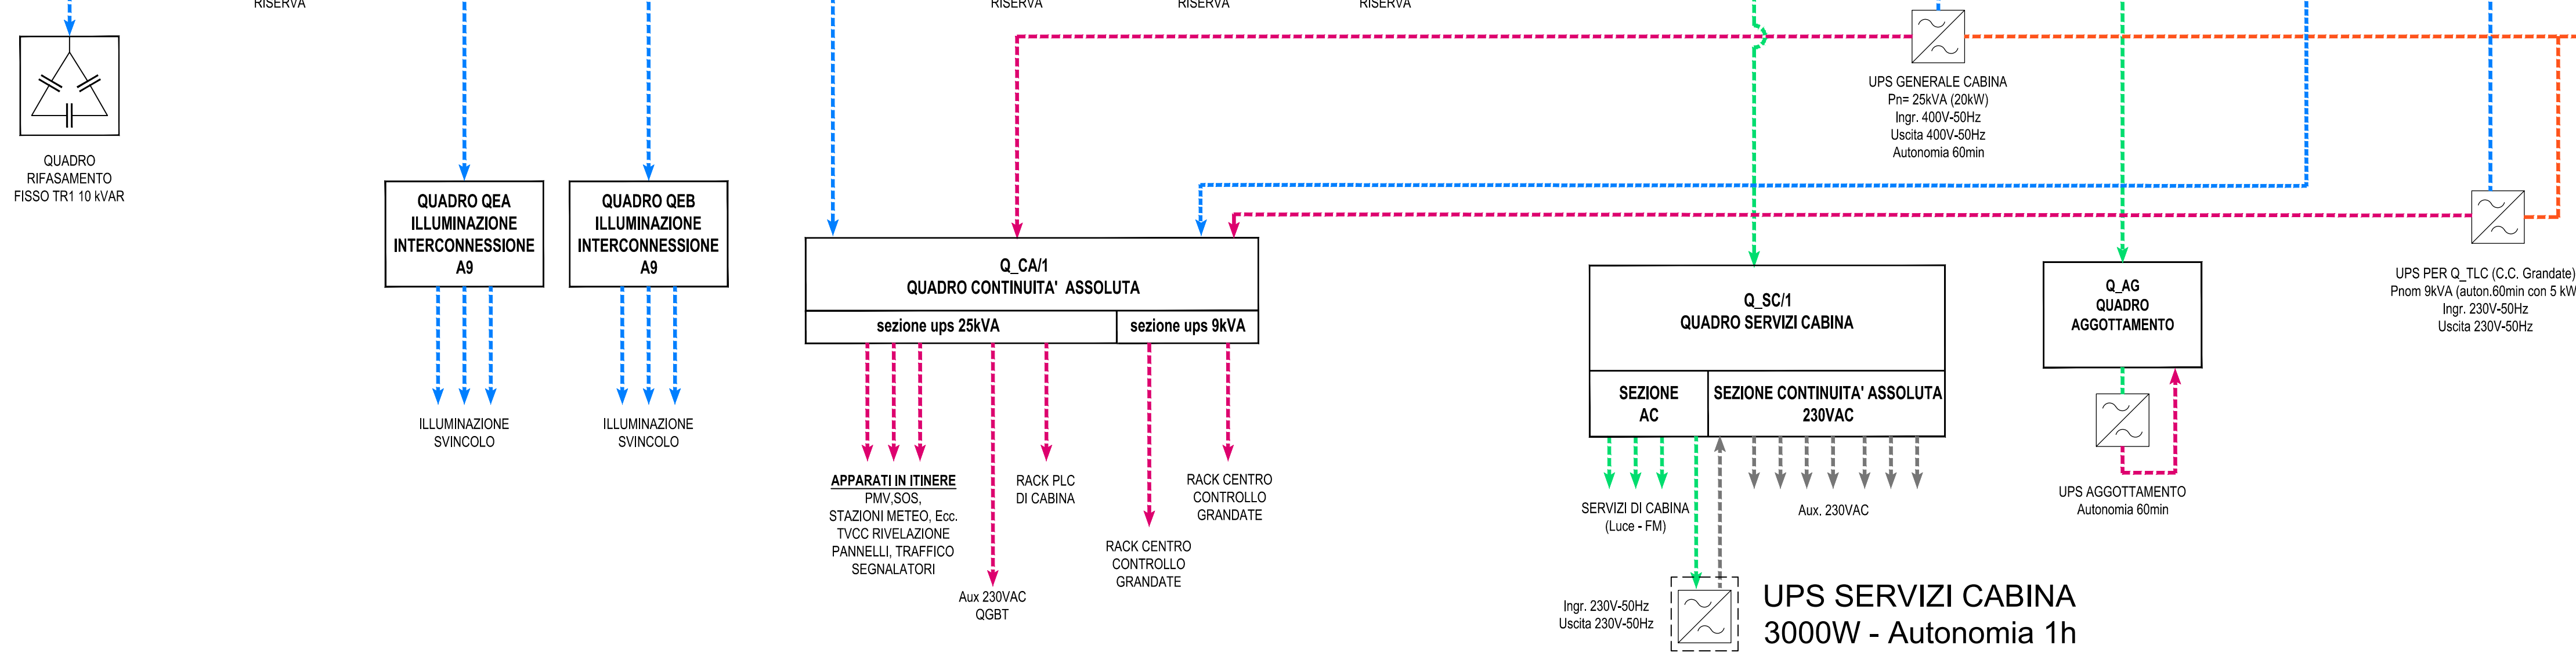 RISERVA
RISERVA
RISERVA
RISERVA
QUADRO
RIFASAMENTO
FISSO TR1 10 kVAR
QUADRO QEA
ILLUMINAZIONE
INTERCONNESSIONE
A9
ILLUMINAZIONE
SVINCOLO
QUADRO QEB
ILLUMINAZIONE
INTERCONNESSIONE
A9
ILLUMINAZIONE
SVINCOLO
Q_CA/1
QUADRO CONTINUITA' ASSOLUTA
sezione ups 25kVA
sezione ups 9kVA
APPARATI IN ITINERE
PMV,SOS,
STAZIONI METEO, Ecc.
TVCC RIVELAZIONE
PANNELLI, TRAFFICO
SEGNALATORI
Aux 230VAC
QGBT
RACK PLC
DI CABINA
RACK CENTRO
CONTROLLO
GRANDATE
RACK CENTRO
CONTROLLO
GRANDATE
UPS GENERALE CABINA
Pn= 25kVA (20kW)
Ingr. 400V-50Hz
Uscita 400V-50Hz
Autonomia 60min
Q_SC/1
QUADRO SERVIZI CABINA
SEZIONE
AC
SEZIONE CONTINUITA' ASSOLUTA
230VAC
SERVIZI DI CABINA
(Luce - FM)
Aux. 230VAC
Ingr. 230V-50Hz
Uscita 230V-50Hz
UPS SERVIZI CABINA
3000W - Autonomia 1h
Q_AG
QUADRO
AGGOTTAMENTO
UPS AGGOTTAMENTO
Autonomia 60min
UPS PER Q_TLC (C.C. Grandate)
Pnom 9kVA (auton.60min con 5 kW
Ingr. 230V-50Hz
Uscita 230V-50Hz